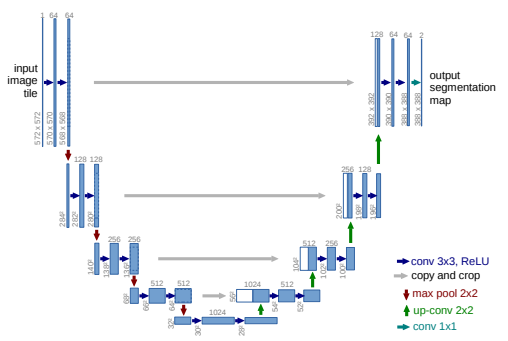 1 64 64
128 64 64 2
input
image
tile
output
segmentation
map
572 x 572
570 x 570
568 x 568
392 x 392
390 x 390
388 x 388
388 x 388
128 128
256 128
284²
282²
280²
200²
198²
196²
256 256
512 256
140²
138²
136²
104²
102²
100²
512 512
1024 512
68²
66²
64²
56²
54²
52²
1024
32²
30²
28²
conv 3x3, ReLU
copy and crop
max pool 2x2
up-conv 2x2
conv 1x1